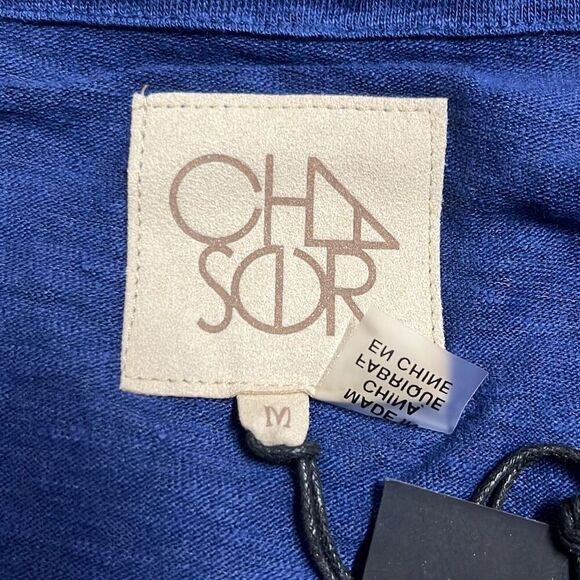 CHA
SER
M
MADE IN
CHINA
FABRIQUE
EN CHINE